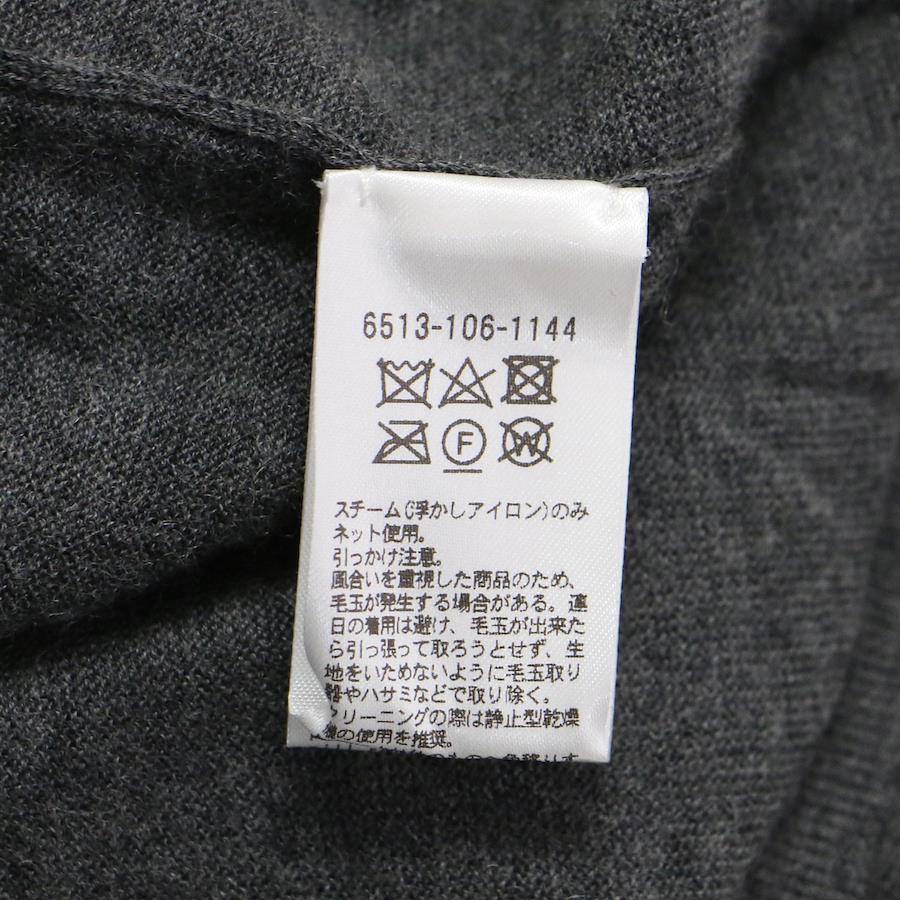 6513-106-1144
F
W
スチーム(浮かしアイロン)のみ
ネット使用。
引っかけ注意。
風合いを重視した商品のため、
毛玉が発生する場合がある。連
日の着用は避け、毛玉が出来た
ら引っ張って取ろうとせず、生
地をいためないように毛玉取り
やハサミなどで取り除く。
クリーニングの際は静止型乾燥
機の使用を推奨。